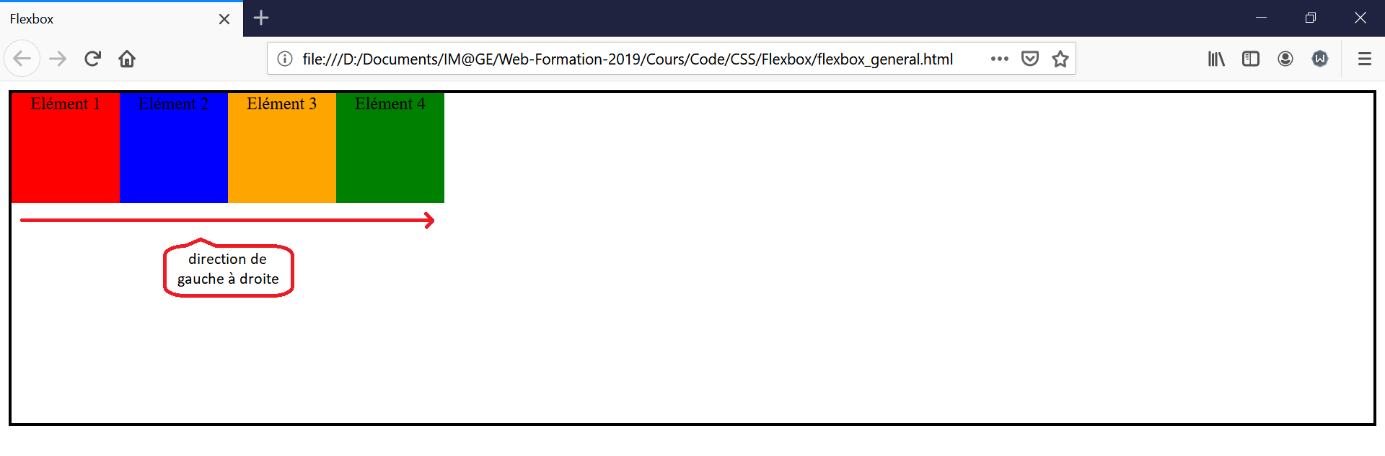 Flexbox
file:///D:/Documents/IM@GE/Web-Formation-2019/Cours/Code/CSS/Flexbox/flexbox_general.html
Elément 1 Elément 2 Elément 3 Elément 4
direction de
gauche à droite